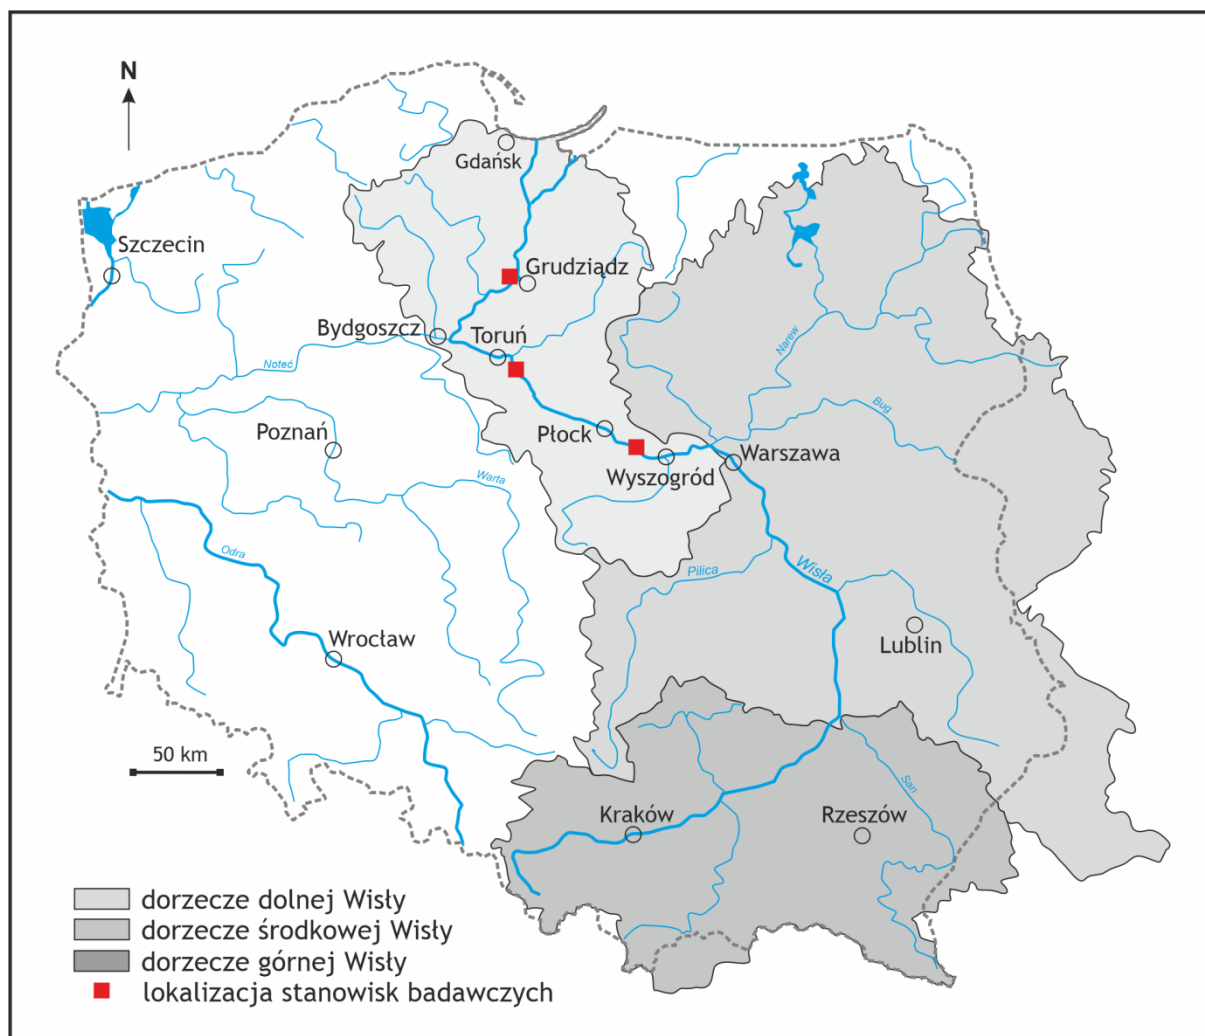 N
Gdańsk
Szczecin
Grudziądz
Bydgoszcz
Toruń
Noteć
Narew
Bug
Poznań
Płock
Warszawa
Wyszogród
Warta
Odra
Pilica
Wisła
Wrocław
Lublin
50 km
San
Kraków
Rzeszów
dorzecze dolnej Wisły
dorzecze środkowej Wisły
dorzecze górnej Wisły
lokalizacja stanowisk badawczych